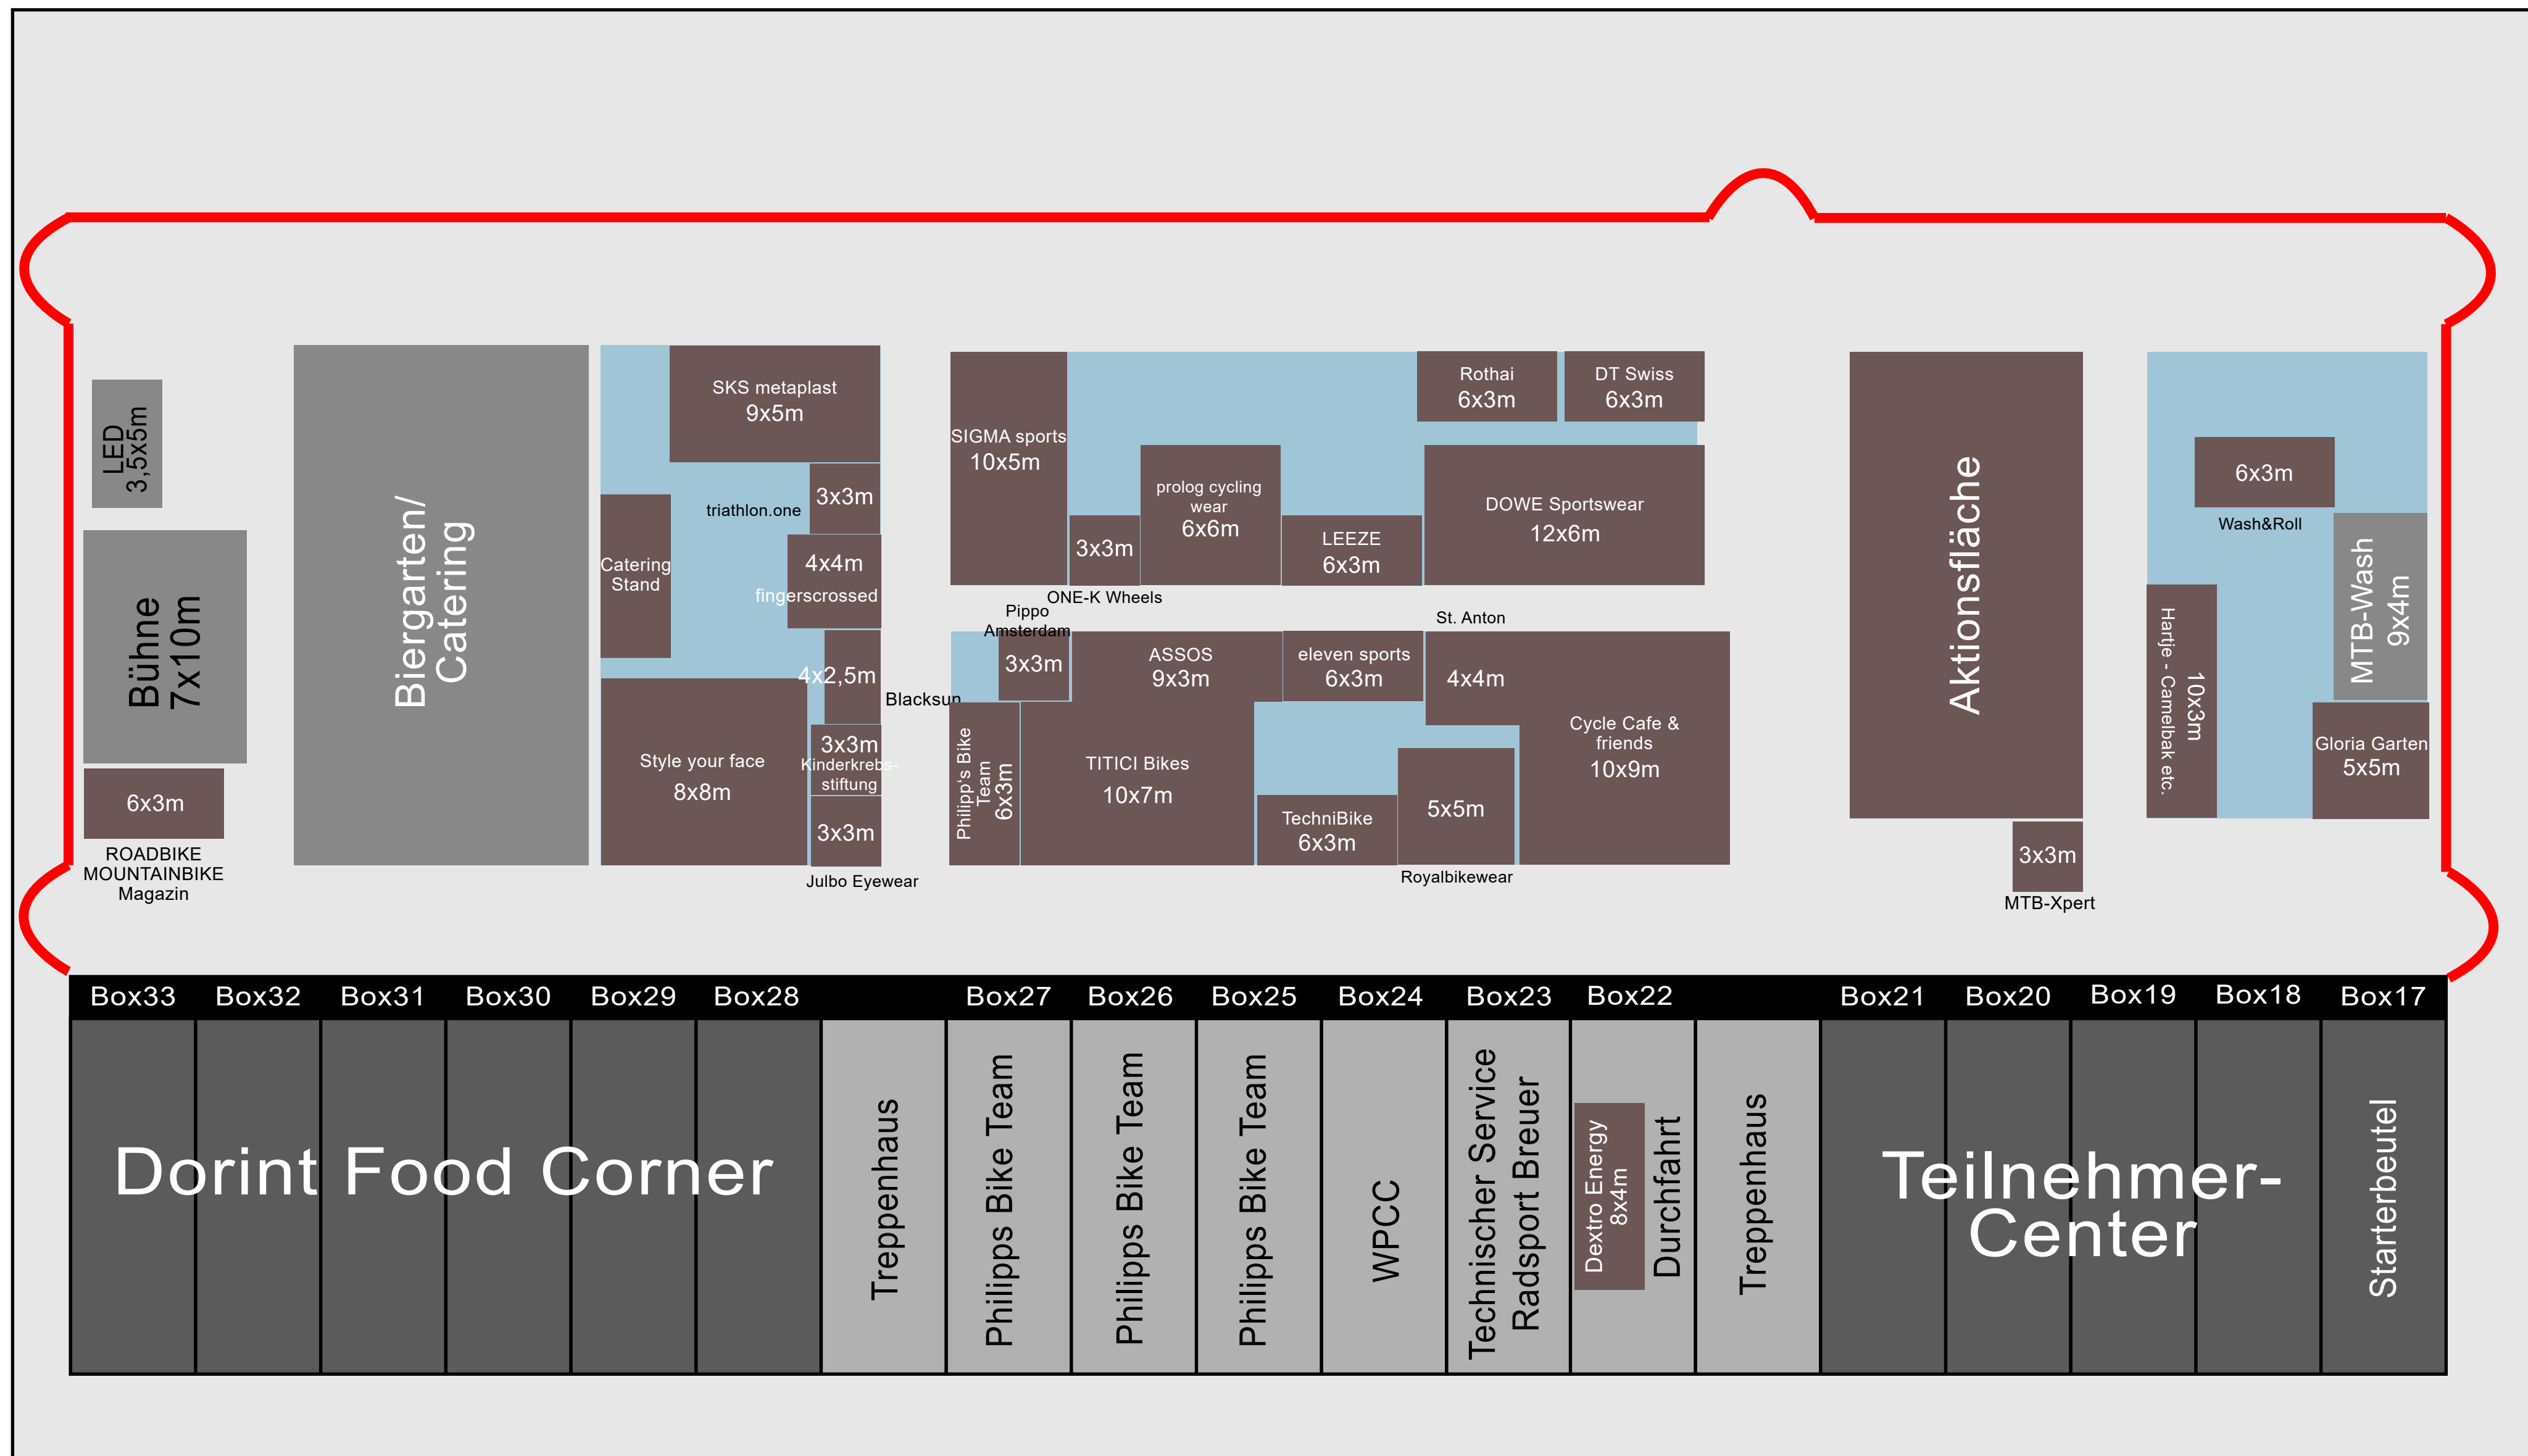 LED
3,5x5m
Bühne
7x10m
6x3m
ROADBIKE
MOUNTAINBIKE
Magazin
Biergarten/
Catering
SKS metaplast
9x5m
triathlon.one
3x3m
Catering
Stand
4x4m
fingerscrossed
4x2,5m
Blacksun
Style your face
8x8m
3x3m
Kinderkrebs-
stiftung
3x3m
Julbo Eyewear
SIGMA sports
10x5m
3x3m
ONE-K Wheels
prolog cycling
wear
6x6m
LEEZE
6x3m
Rothai
6x3m
DT Swiss
6x3m
DOWE Sportswear
12x6m
Pippo
Amsterdam
3x3m
ASSOS
9x3m
eleven sports
6x3m
St. Anton
4x4m
Philipp's Bike
Team
6x3m
TITICI Bikes
10x7m
TechniBike
6x3m
5x5m
Royalbikewear
Cycle Cafe &
friends
10x9m
Aktionsfläche
3x3m
MTB-Xpert
6x3m
Wash&Roll
MTB-Wash
9x4m
Hartje - Camelbak etc.
10x3m
Gloria Garten
5x5m
Box33 Box32 Box31 Box30 Box29 Box28 Box27 Box26 Box25 Box24 Box23 Box22 Box21 Box20 Box19 Box18 Box17
Dorint Food Corner
Treppenhaus
Philipps Bike Team
Philipps Bike Team
Philipps Bike Team
WPCC
Technischer Service
Radsport Breuer
Dextro Energy
8x4m
Durchfahrt
Treppenhaus
Teilnehmer-
Center
Starterbeutel